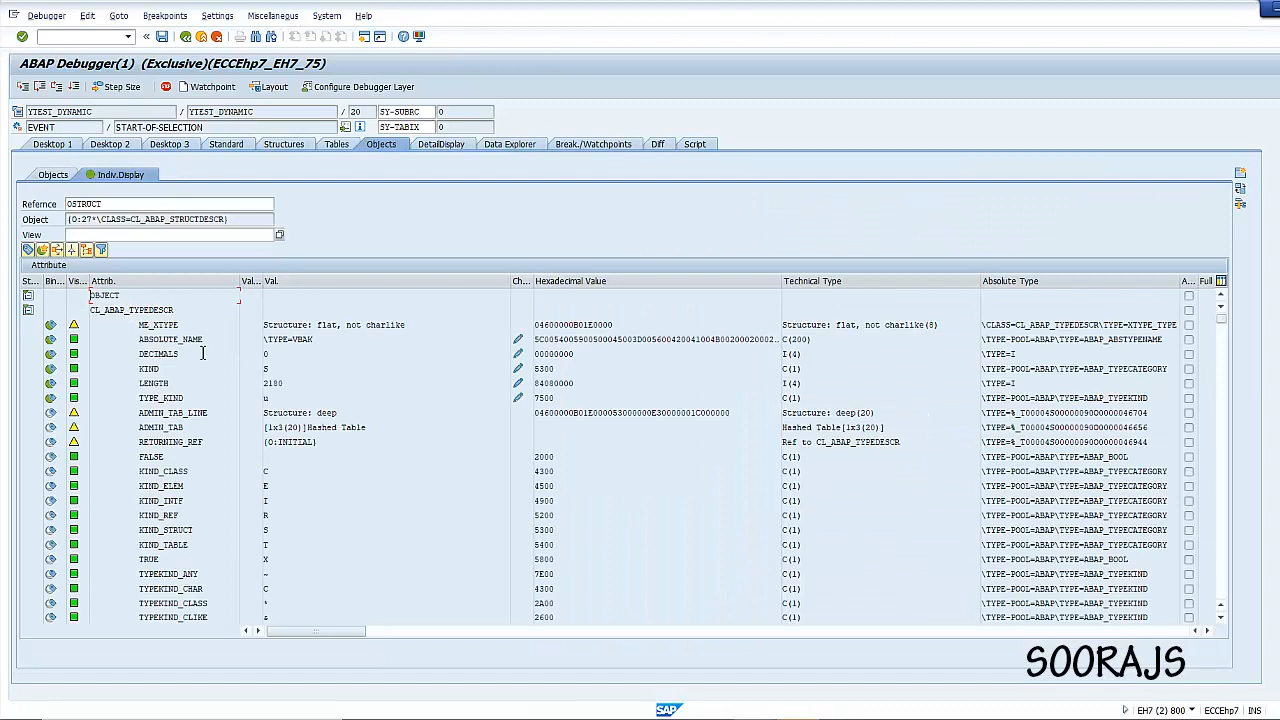 Debugger Edit Goto Breakpoints Settings Miscellaneous System Help
ABAP Debugger(1) (Exclusive)(ECCEhp7_EH7_75)
Step Size Watchpoint Layout Configure Debugger Layer
YTEST_DYNAMIC / YTEST_DYNAMIC / 20 SY-SUBRC 0
EVENT / START-OF-SELECTION SY-TABIX 0
Desktop 1 Desktop 2 Desktop 3 Standard Structures Tables Objects DetailDisplay Data Explorer Break./Watchpoints Diff Script
Objects Indiv.Display
Refernce OSTRUCT
Object {O:27*\CLASS=CL_ABAP_STRUCTDESCR}
View
Attribute
St... Bin... Vis... Attrib. Val... Val. Ch... Hexadecimal Value Technical Type Absolute Type A... Full
OBJECT
CL_ABAP_TYPEDESCR
ME_XTYPE Structure: flat, not charlike 04600000B01E0000 Structure: flat, not charlike(8) \CLASS=CL_ABAP_TYPEDESCR\TYPE=XTYPE_TYPE
ABSOLUTE_NAME \TYPE=VBAK C(200) \TYPE-POOL=ABAP\TYPE=ABAP_ABSTYPENAME
DECIMALS 0 00000000 I(4) \TYPE=I
KIND S 5300 C(1) \TYPE-POOL=ABAP\TYPE=ABAP_TYPECATEGORY
LENGTH 2180 84080000 I(4) \TYPE=I
TYPE_KIND u 7500 C(1) \TYPE-POOL=ABAP\TYPE=ABAP_TYPEKIND
ADMIN_TAB_LINE Structure: deep Structure: deep(20)
ADMIN_TAB [1x3(20)]Hashed Table Hashed Table[1x3(20)]
RETURNING_REF {O:INITIAL} Ref to CL_ABAP_TYPEDESCR
FALSE 2000 C(1) \TYPE-POOL=ABAP\TYPE=ABAP_BOOL
KIND_CLASS C 4300 C(1) \TYPE-POOL=ABAP\TYPE=ABAP_TYPECATEGORY
KIND_ELEM E 4500 C(1) \TYPE-POOL=ABAP\TYPE=ABAP_TYPECATEGORY
KIND_INTF I 4900 C(1) \TYPE-POOL=ABAP\TYPE=ABAP_TYPECATEGORY
KIND_REF R 5200 C(1) \TYPE-POOL=ABAP\TYPE=ABAP_TYPECATEGORY
KIND_STRUCT S 5300 C(1) \TYPE-POOL=ABAP\TYPE=ABAP_TYPECATEGORY
KIND_TABLE T 5400 C(1) \TYPE-POOL=ABAP\TYPE=ABAP_TYPECATEGORY
TRUE X 5800 C(1) \TYPE-POOL=ABAP\TYPE=ABAP_BOOL
TYPEKIND_ANY ~ 7E00 C(1) \TYPE-POOL=ABAP\TYPE=ABAP_TYPEKIND
TYPEKIND_CHAR C 4300 C(1) \TYPE-POOL=ABAP\TYPE=ABAP_TYPEKIND
TYPEKIND_CLASS * 2A00 C(1) \TYPE-POOL=ABAP\TYPE=ABAP_TYPEKIND
TYPEKIND_CLIKE & 2600 C(1) \TYPE-POOL=ABAP\TYPE=ABAP_TYPEKIND
SOORAJS
SAP EH7 (2) 800 ECCEhp7 INS